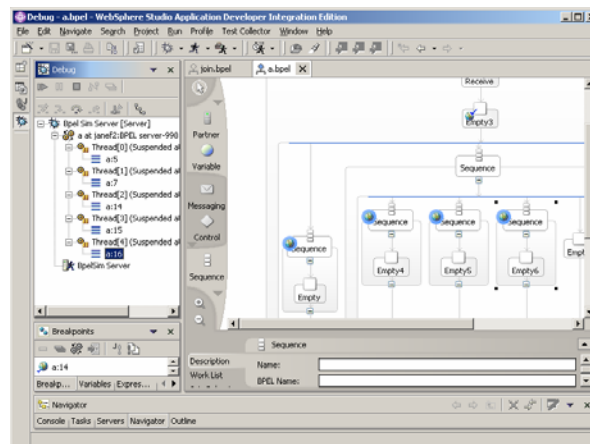 Debug - a.bpel - WebSphere Studio Application Developer Integration Edition
File Edit Navigate Search Project Run Profile Test Collector Window Help
Debug
join.bpel
a.bpel
Bpel Sim Server [Server]
a at janef2:BPEL server-998
Thread[0] (Suspended at
a:5
Thread[1] (Suspended at
a:7
Thread[2] (Suspended at
a:14
Thread[3] (Suspended at
a:15
Thread[4] (Suspended at
a:16
BpelSim Server
Partner
Variable
Messaging
Control
Sequence
Receive
Empty3
Sequence
Sequence
Sequence
Sequence
Sequence
Empty4
Empty5
Empty6
Empty
Breakpoints
a:14
Breakp... Variables Expres...
Sequence
Description
Work List
Name:
BPEL Name:
Navigator
Console Tasks Servers Navigator Outline